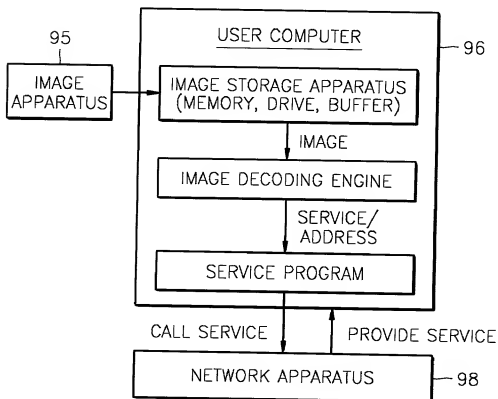 95
USER COMPUTER
96
IMAGE
APPARATUS
IMAGE STORAGE APPARATUS
(MEMORY, DRIVE, BUFFER)
IMAGE
IMAGE DECODING ENGINE
SERVICE/
ADDRESS
SERVICE PROGRAM
CALL SERVICE
PROVIDE SERVICE
NETWORK APPARATUS
98